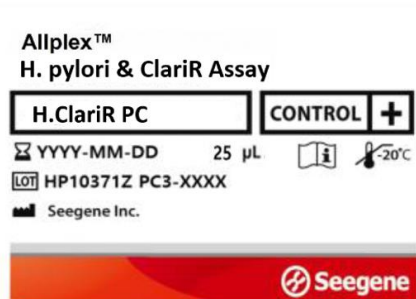 Allplex™
H. pylori & ClariR Assay
H.ClariR PC
CONTROL +
YYYY-MM-DD 25 µL -20°C
LOT HP10371Z PC3-XXXX
Seegene Inc.
Seegene